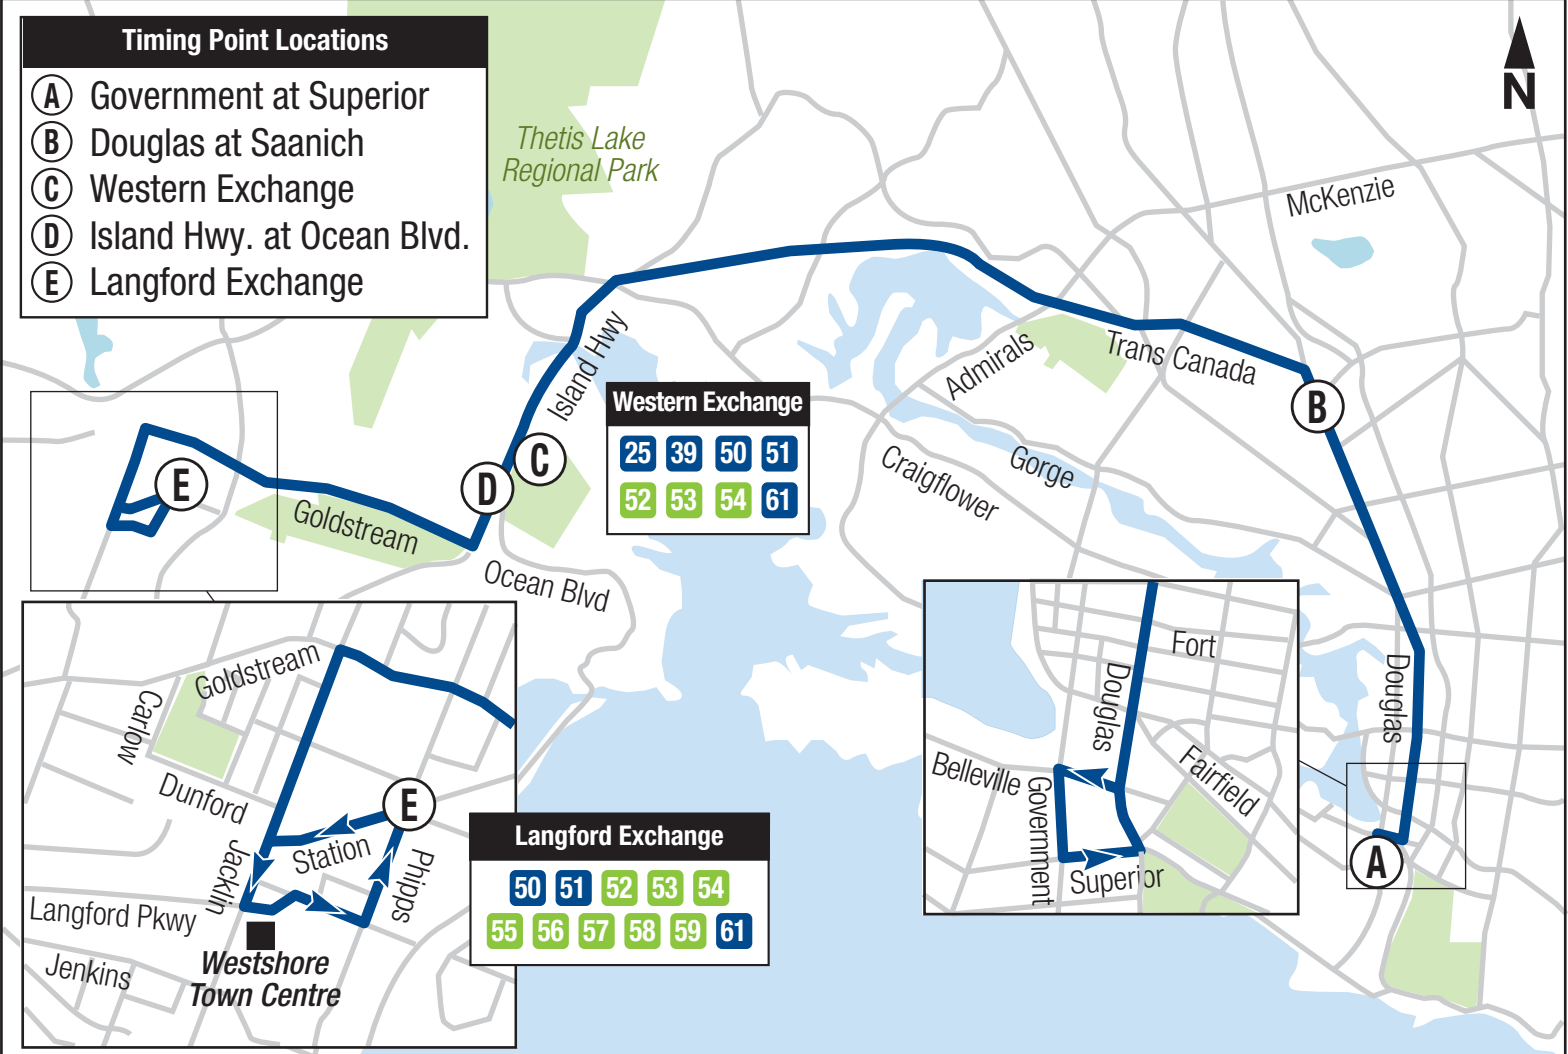 Timing Point Locations
A Government at Superior
B Douglas at Saanich
C Western Exchange
D Island Hwy. at Ocean Blvd.
E Langford Exchange
Thetis Lake
Regional Park
N
McKenzie
Island Hwy
Admirals
Trans Canada
B
Western Exchange
25 39 50 51
52 53 54 61
C
D
E
Goldstream
Ocean Blvd
Craigflower
Gorge
Douglas
A
Goldstream
Carlow
Dunford
E
Station
Jacklin
Phipps
Langford Pkwy
Jenkins
Westshore
Town Centre
Langford Exchange
50 51 52 53 54
55 56 57 58 59 61
Fort
Douglas
Belleville
Government
Fairfield
Superior